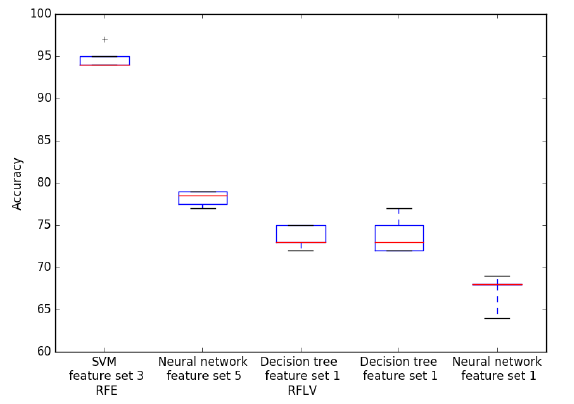 100
95
90
85
80
75
70
65
60
Accuracy
SVM
feature set 3
RFE
Neural network
feature set 5
Decision tree
feature set 1
RFLV
Decision tree
feature set 1
Neural network
feature set 1